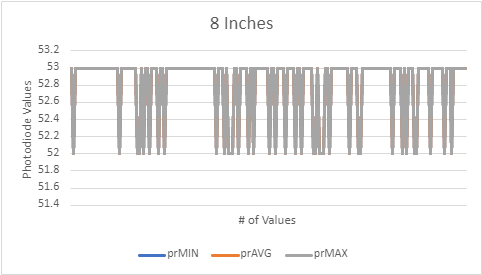 8 Inches
53.2
53
52.8
52.6
52.4
52.2
52
51.8
51.6
51.4
Photodiode Values
# of Values
prMIN prAVG prMAX